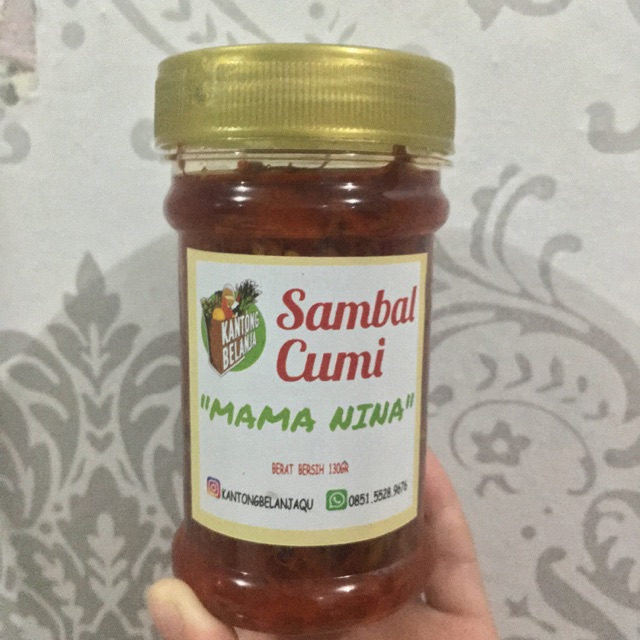 KANTONG
BELANJA
Sambal
Cumi
"MAMA NINA"
BERAT BERSIH 130GR
KANTONGBELANJAQU
0851.5528.9676